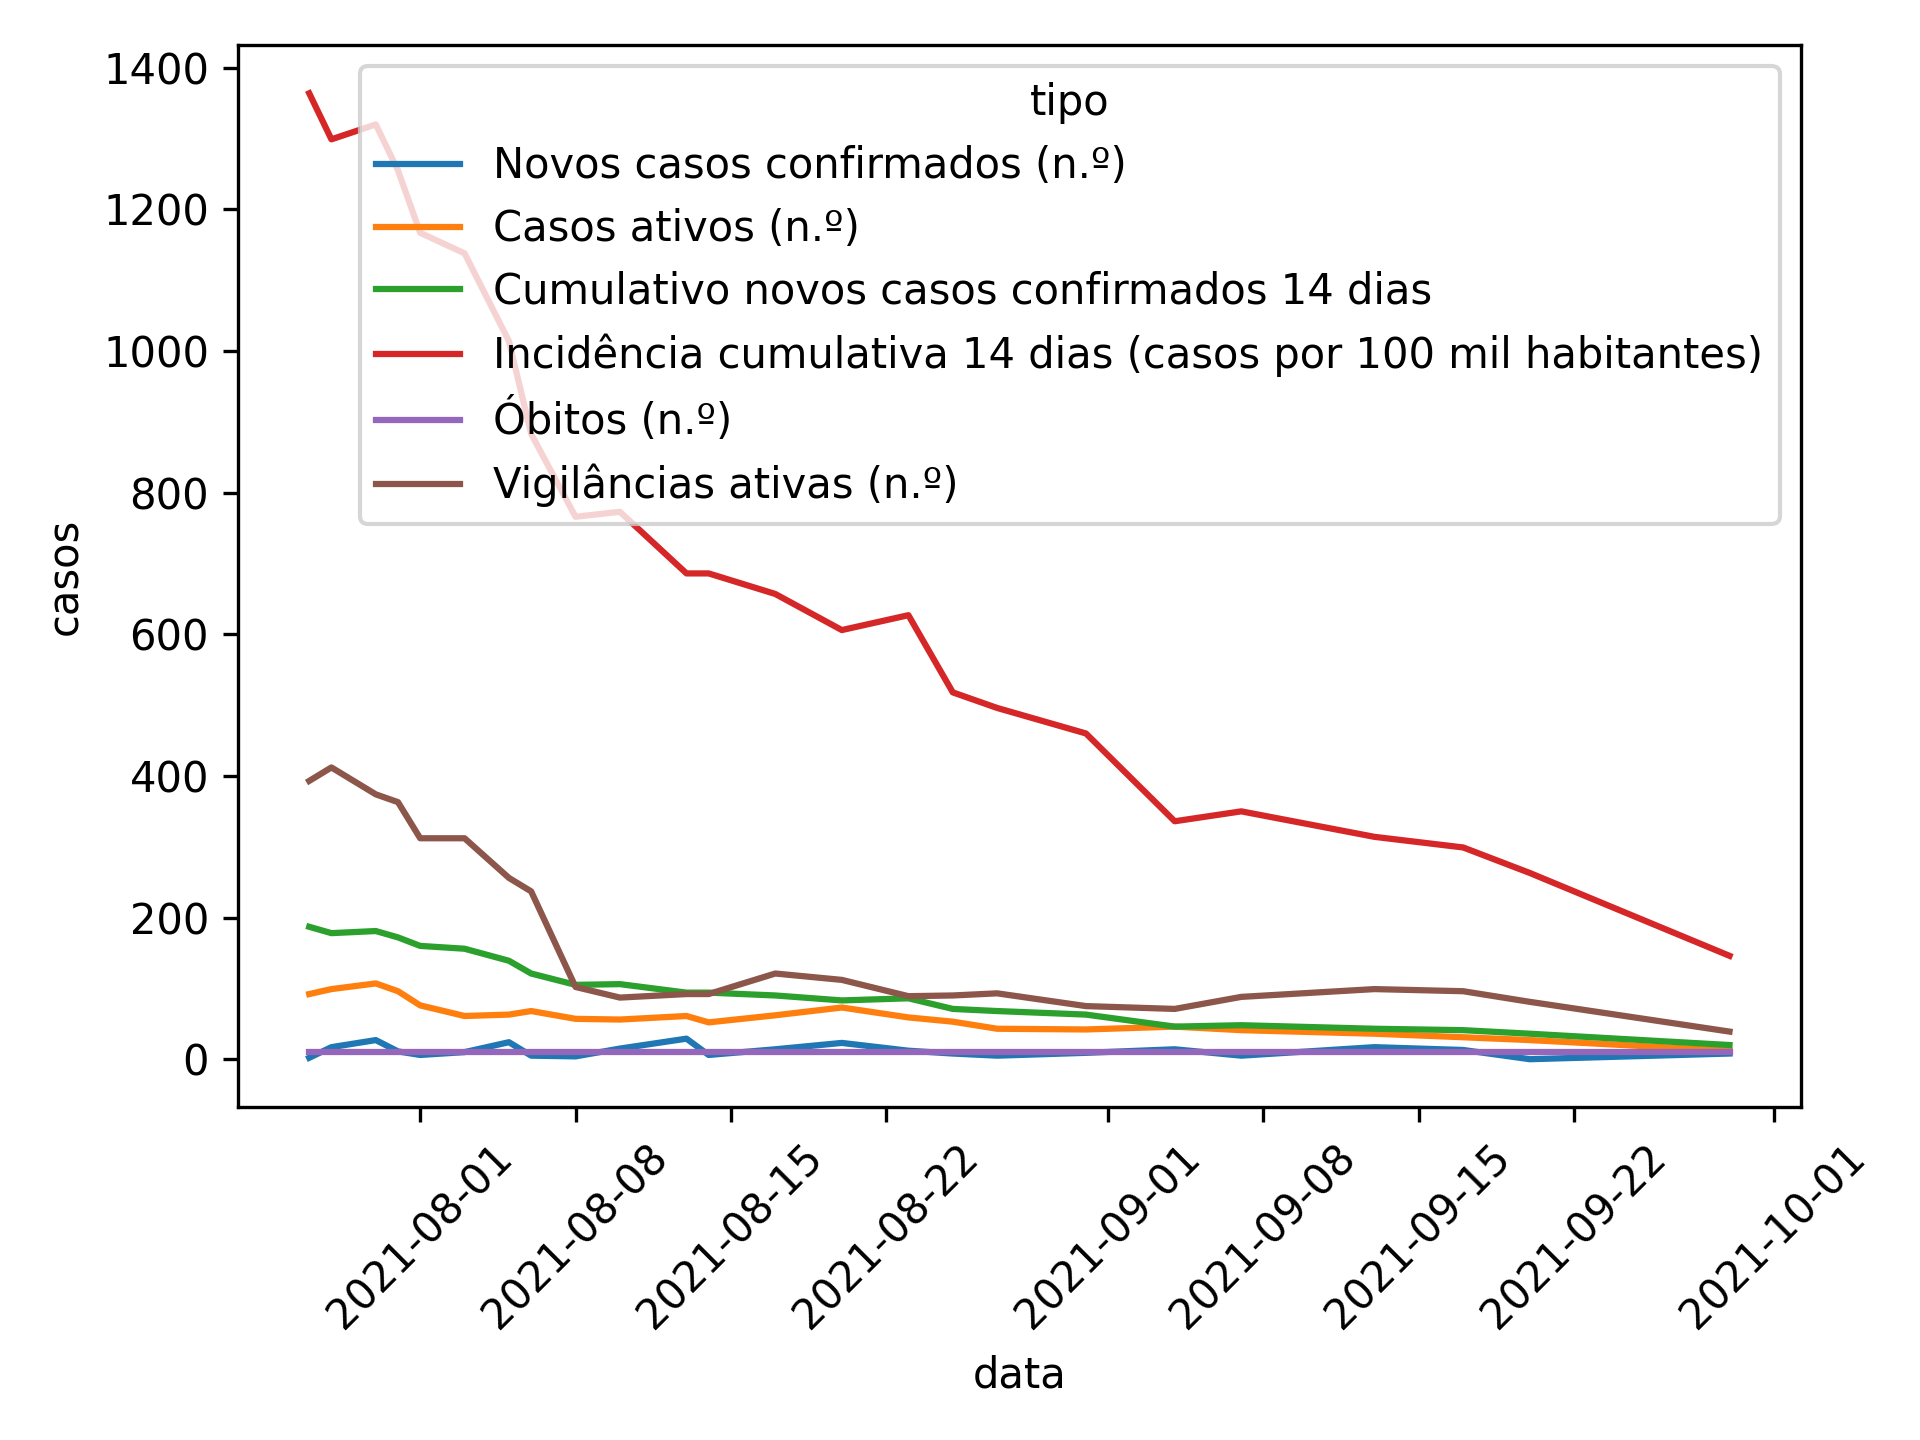 1400
1200
1000
800
600
400
200
0
casos
tipo
Novos casos confirmados (n.º)
Casos ativos (n.º)
Cumulativo novos casos confirmados 14 dias
Incidência cumulativa 14 dias (casos por 100 mil habitantes)
Óbitos (n.º)
Vigilâncias ativas (n.º)
2021-08-01
2021-08-08
2021-08-15
2021-08-22
2021-09-01
2021-09-08
2021-09-15
2021-09-22
2021-10-01
data